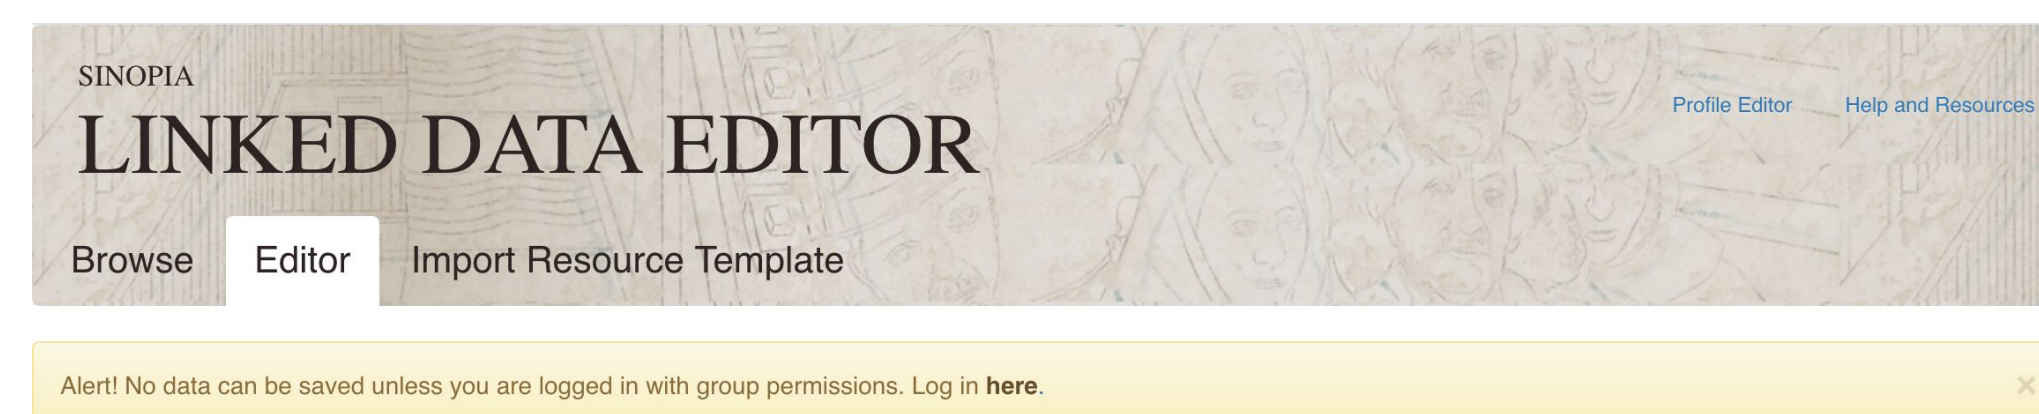 SINOPIA
LINKED DATA EDITOR
Profile Editor Help and Resources
Browse Editor Import Resource Template
Alert! No data can be saved unless you are logged in with group permissions. Log in here.
×